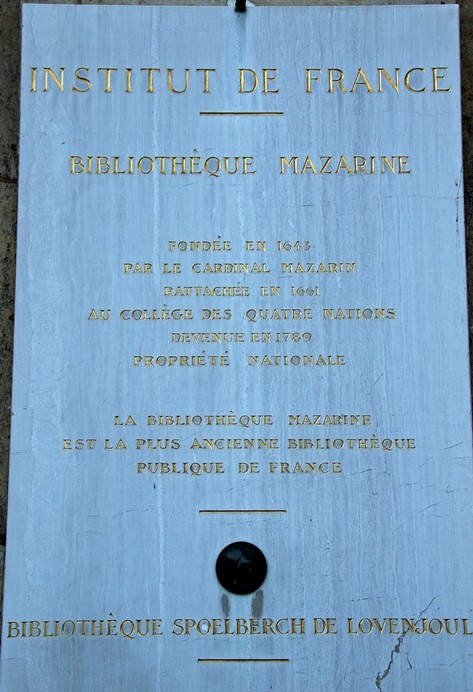 INSTITUT DE FRANCE
BIBLIOTHÈQUE MAZARINE
FONDÉE EN 1643
PAR LE CARDINAL MAZARIN
RATTACHÉE EN 1661
AU COLLÈGE DES QUATRE NATIONS
DEVENUE EN 1789
PROPRIÉTÉ NATIONALE
LA BIBLIOTHÈQUE MAZARINE
EST LA PLUS ANCIENNE BIBLIOTHÈQUE
PUBLIQUE DE FRANCE
BIBLIOTHÈQUE SPOELBERCH DE LOVENJOUL